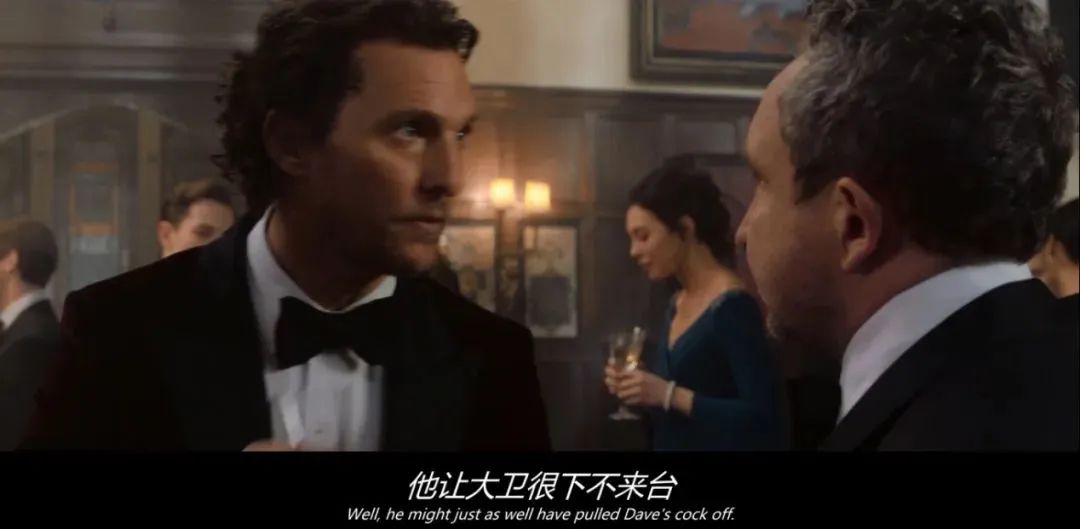 他让大卫很下不来台
Well, he might just as well have pulled Dave's cock off.